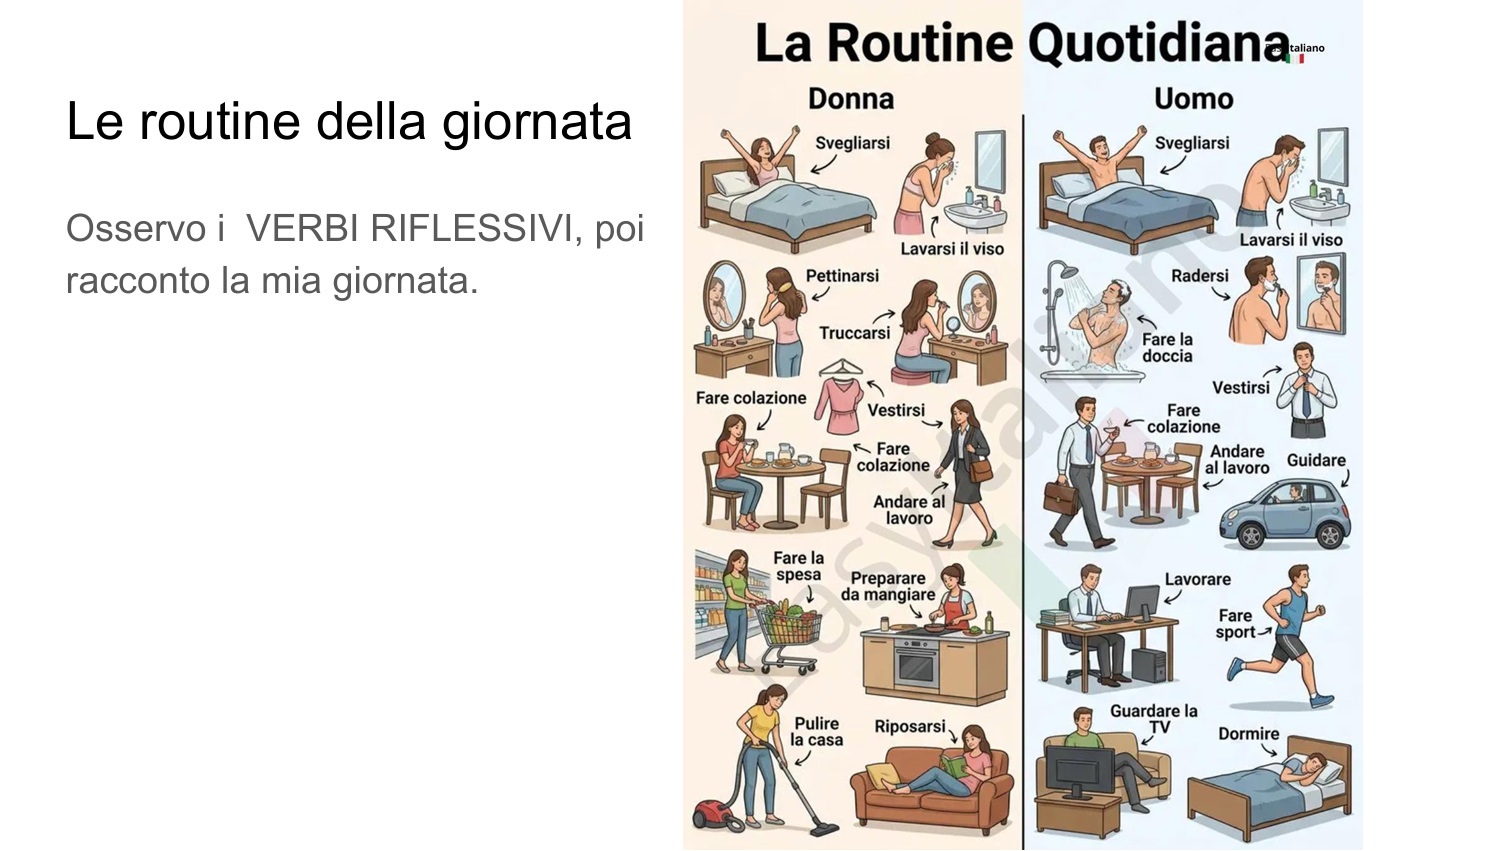 Le routine della giornata
Osservo i  VERBI RIFLESSIVI, poi
racconto la mia giornata.
La Routine Quotidiana
taliano
Donna
Svegliarsi
Lavarsi il viso
Pettinarsi
Truccarsi
Fare colazione
Vestirsi
Fare
colazione
Andare al
lavoro
Fare la
spesa
Preparare
da mangiare
Pulire
la casa
Riposarsi
Uomo
Svegliarsi
Lavarsi il viso
Radersi
Fare la
doccia
Vestirsi
Fare
colazione
Andare
al lavoro
Guidare
Lavorare
Fare
sport
Guardare la
TV
Dormire
EasyItaliano